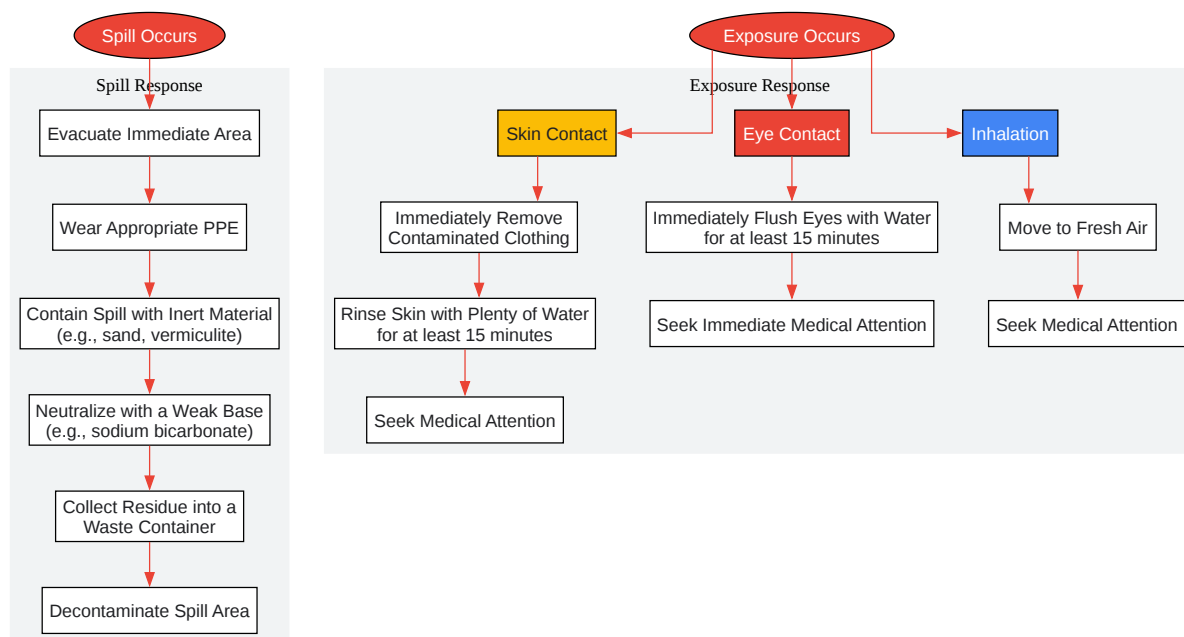 Spill Occurs
Spill Response
Evacuate Immediate Area
Wear Appropriate PPE
Contain Spill with Inert Material
(e.g., sand, vermiculite)
Neutralize with a Weak Base
(e.g., sodium bicarbonate)
Collect Residue into a
Waste Container
Decontaminate Spill Area
Exposure Occurs
Exposure Response
Skin Contact
Immediately Remove
Contaminated Clothing
Rinse Skin with Plenty of Water
for at least 15 minutes
Seek Medical Attention
Eye Contact
Immediately Flush Eyes with Water
for at least 15 minutes
Seek Immediate Medical Attention
Inhalation
Move to Fresh Air
Seek Medical Attention